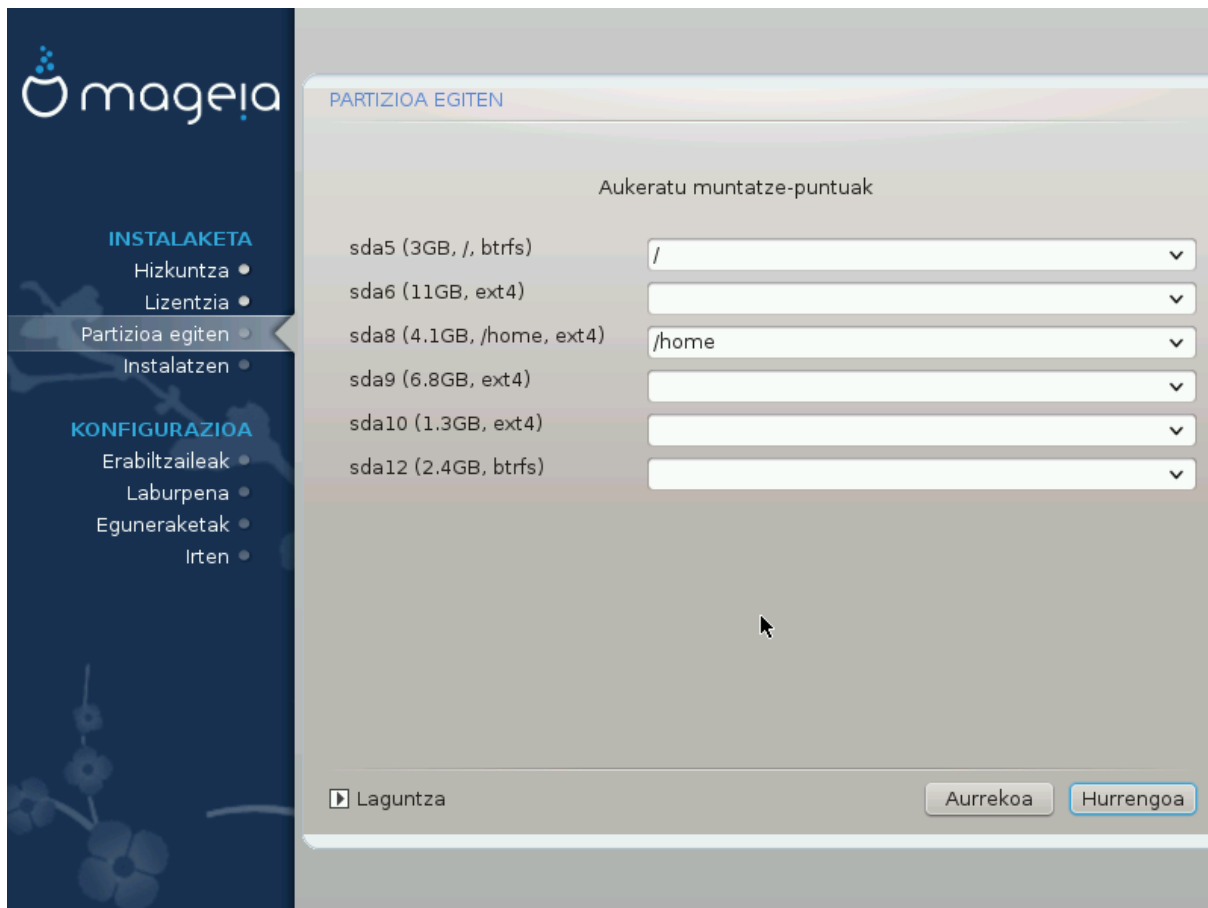 mageia
INSTALAKETA
Hizkuntza
Lizentzia
Partizioa egiten
Instalatzen
KONFIGURAZIOA
Erabiltzaileak
Laburpena
Eguneraketak
Irten
PARTIZIOA EGITEN
Aukeratu muntatze-puntuak
sda5 (3GB, /, btrfs) /
sda6 (11GB, ext4)
sda8 (4.1GB, /home, ext4) /home
sda9 (6.8GB, ext4)
sda10 (1.3GB, ext4)
sda12 (2.4GB, btrfs)
Laguntza Aurrekoa Hurrengoa